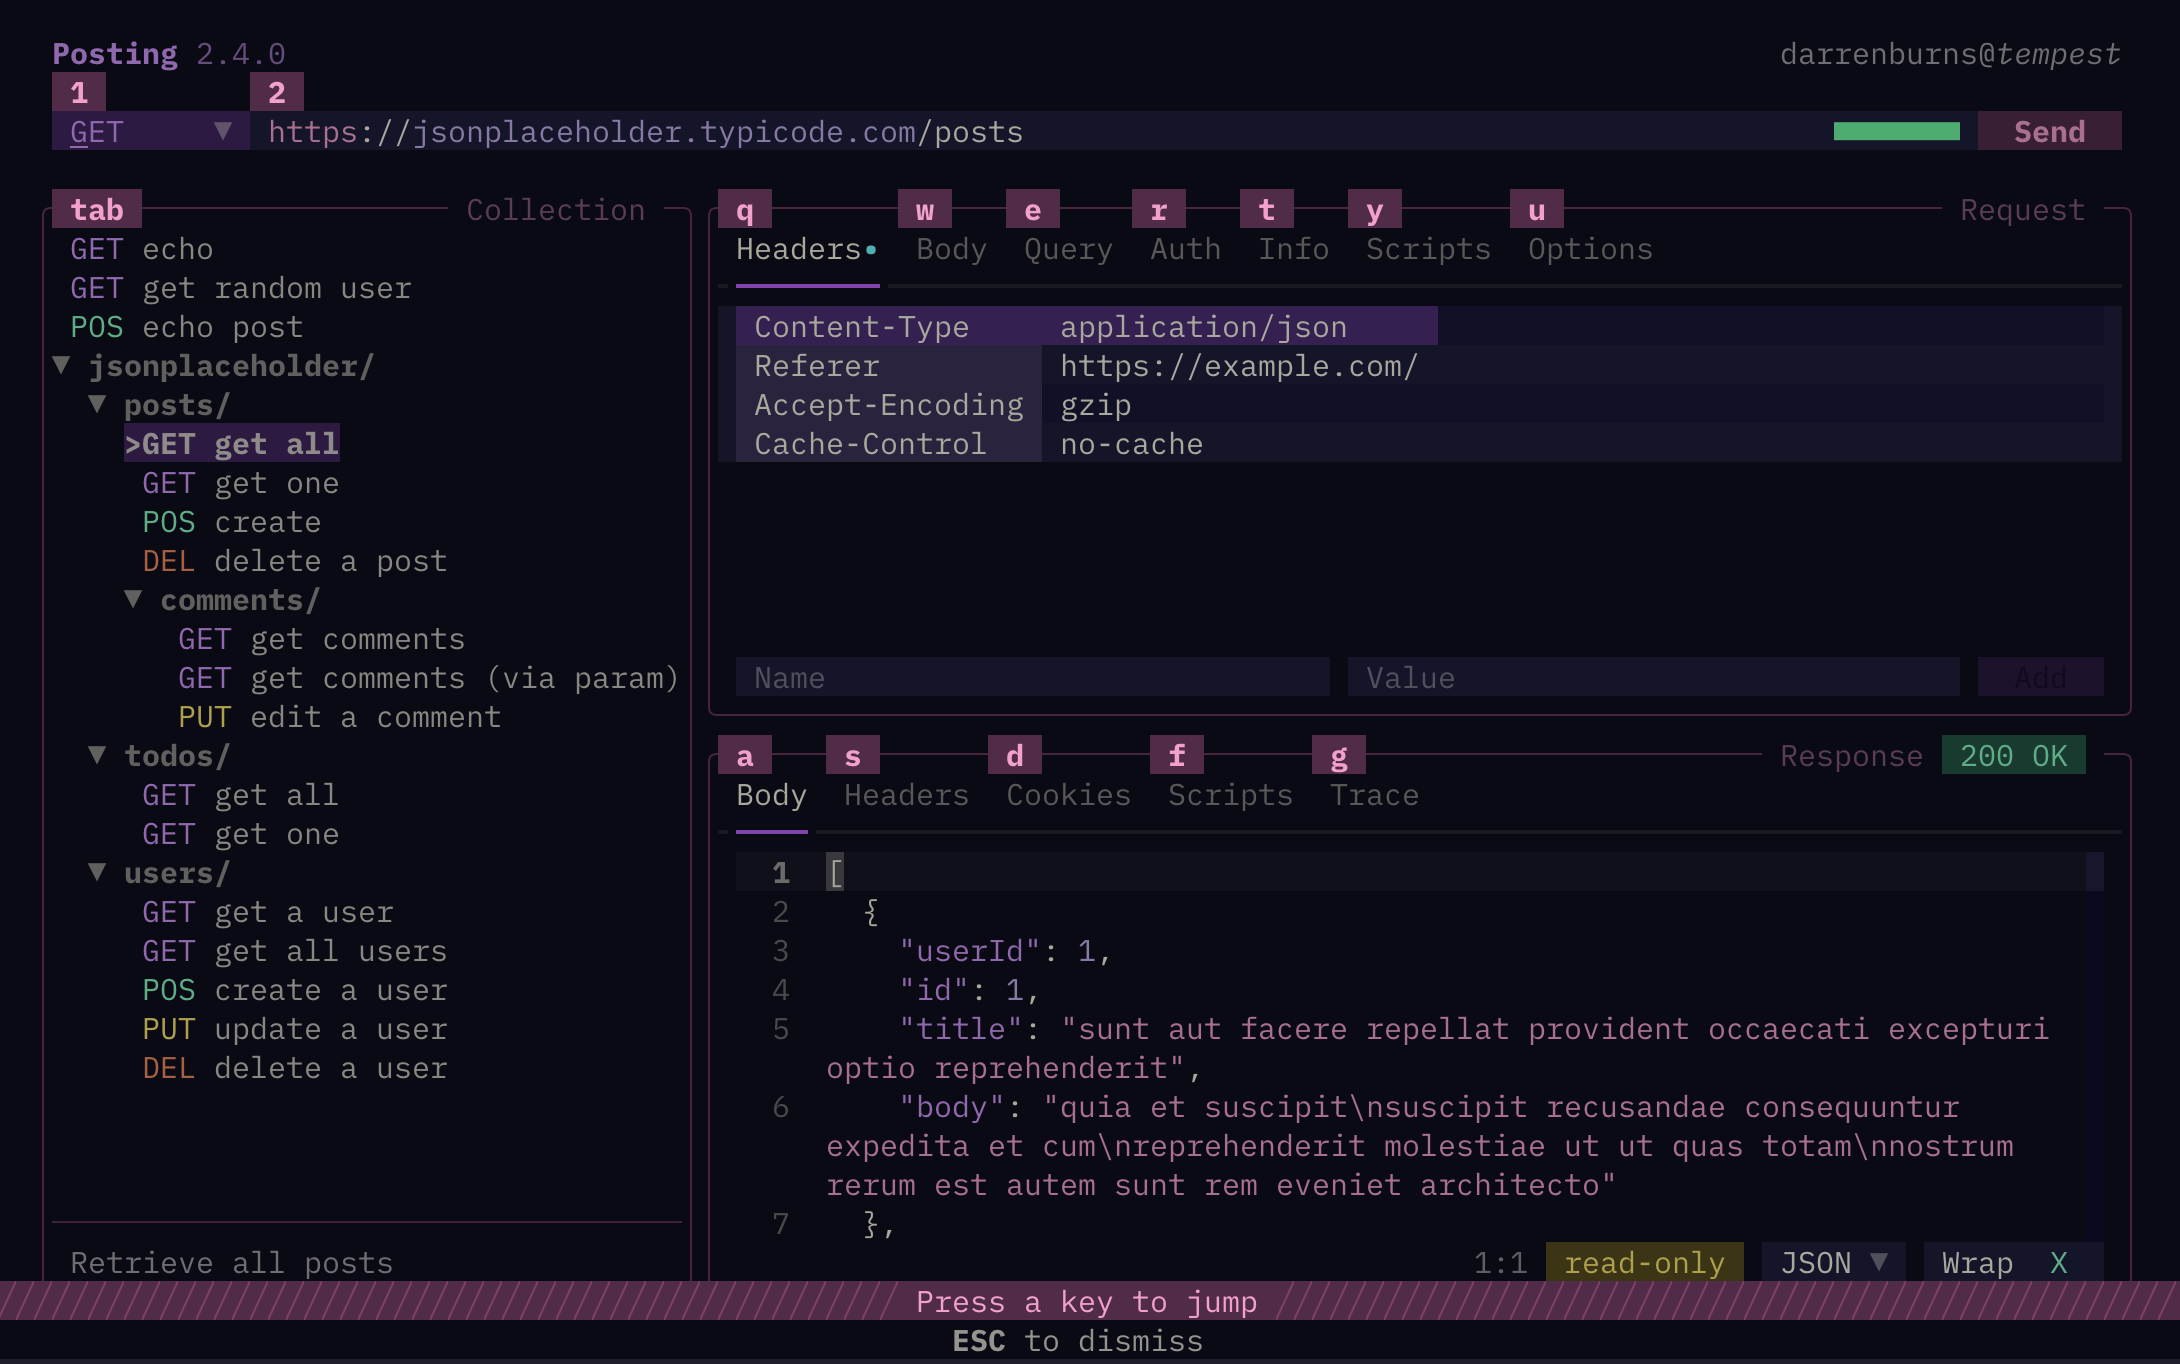 Posting 2.4.0 darrenburns@tempest
1 2
GET ▼ https://jsonplaceholder.typicode.com/posts Send
tab Collection
GET echo
GET get random user
POS echo post
▼ jsonplaceholder/
▼ posts/
>GET get all
GET get one
POS create
DEL delete a post
▼ comments/
GET get comments
GET get comments (via param)
PUT edit a comment
▼ todos/
GET get all
GET get one
▼ users/
GET get a user
GET get all users
POS create a user
PUT update a user
DEL delete a user
Retrieve all posts
q w e r t y u Request
Headers• Body Query Auth Info Scripts Options
Content-Type application/json
Referer https://example.com/
Accept-Encoding gzip
Cache-Control no-cache
Name Value Add
a s d f g Response 200 OK
Body Headers Cookies Scripts Trace
1 [
2 {
3 "userId": 1,
4 "id": 1,
5 "title": "sunt aut facere repellat provident occaecati excepturi
optio reprehenderit",
6 "body": "quia et suscipit\nsuscipit recusandae consequuntur
expedita et cum\nreprehenderit molestiae ut ut quas totam\nnostrum
rerum est autem sunt rem eveniet architecto"
7 },
1:1 read-only JSON ▼ Wrap X
Press a key to jump
ESC to dismiss